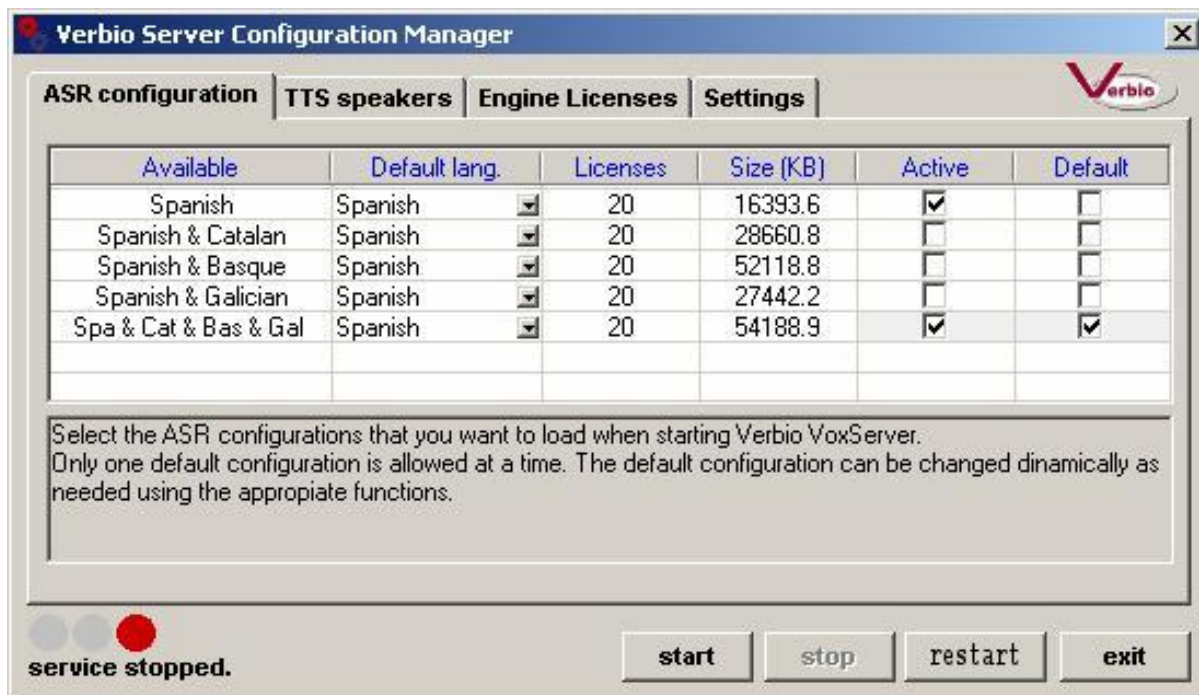 Verbio Server Configuration Manager
ASR configuration TTS speakers Engine Licenses Settings Verbio
Available Default lang. Licenses Size (KB) Active Default
Spanish Spanish 20 16393.6
Spanish & Catalan Spanish 20 28660.8
Spanish & Basque Spanish 20 52118.8
Spanish & Galician Spanish 20 27442.2
Spa & Cat & Bas & Gal Spanish 20 54188.9
Select the ASR configurations that you want to load when starting Verbio VoxServer.
Only one default configuration is allowed at a time. The default configuration can be changed dinamically as
needed using the appropiate functions.
service stopped.
start stop restart exit